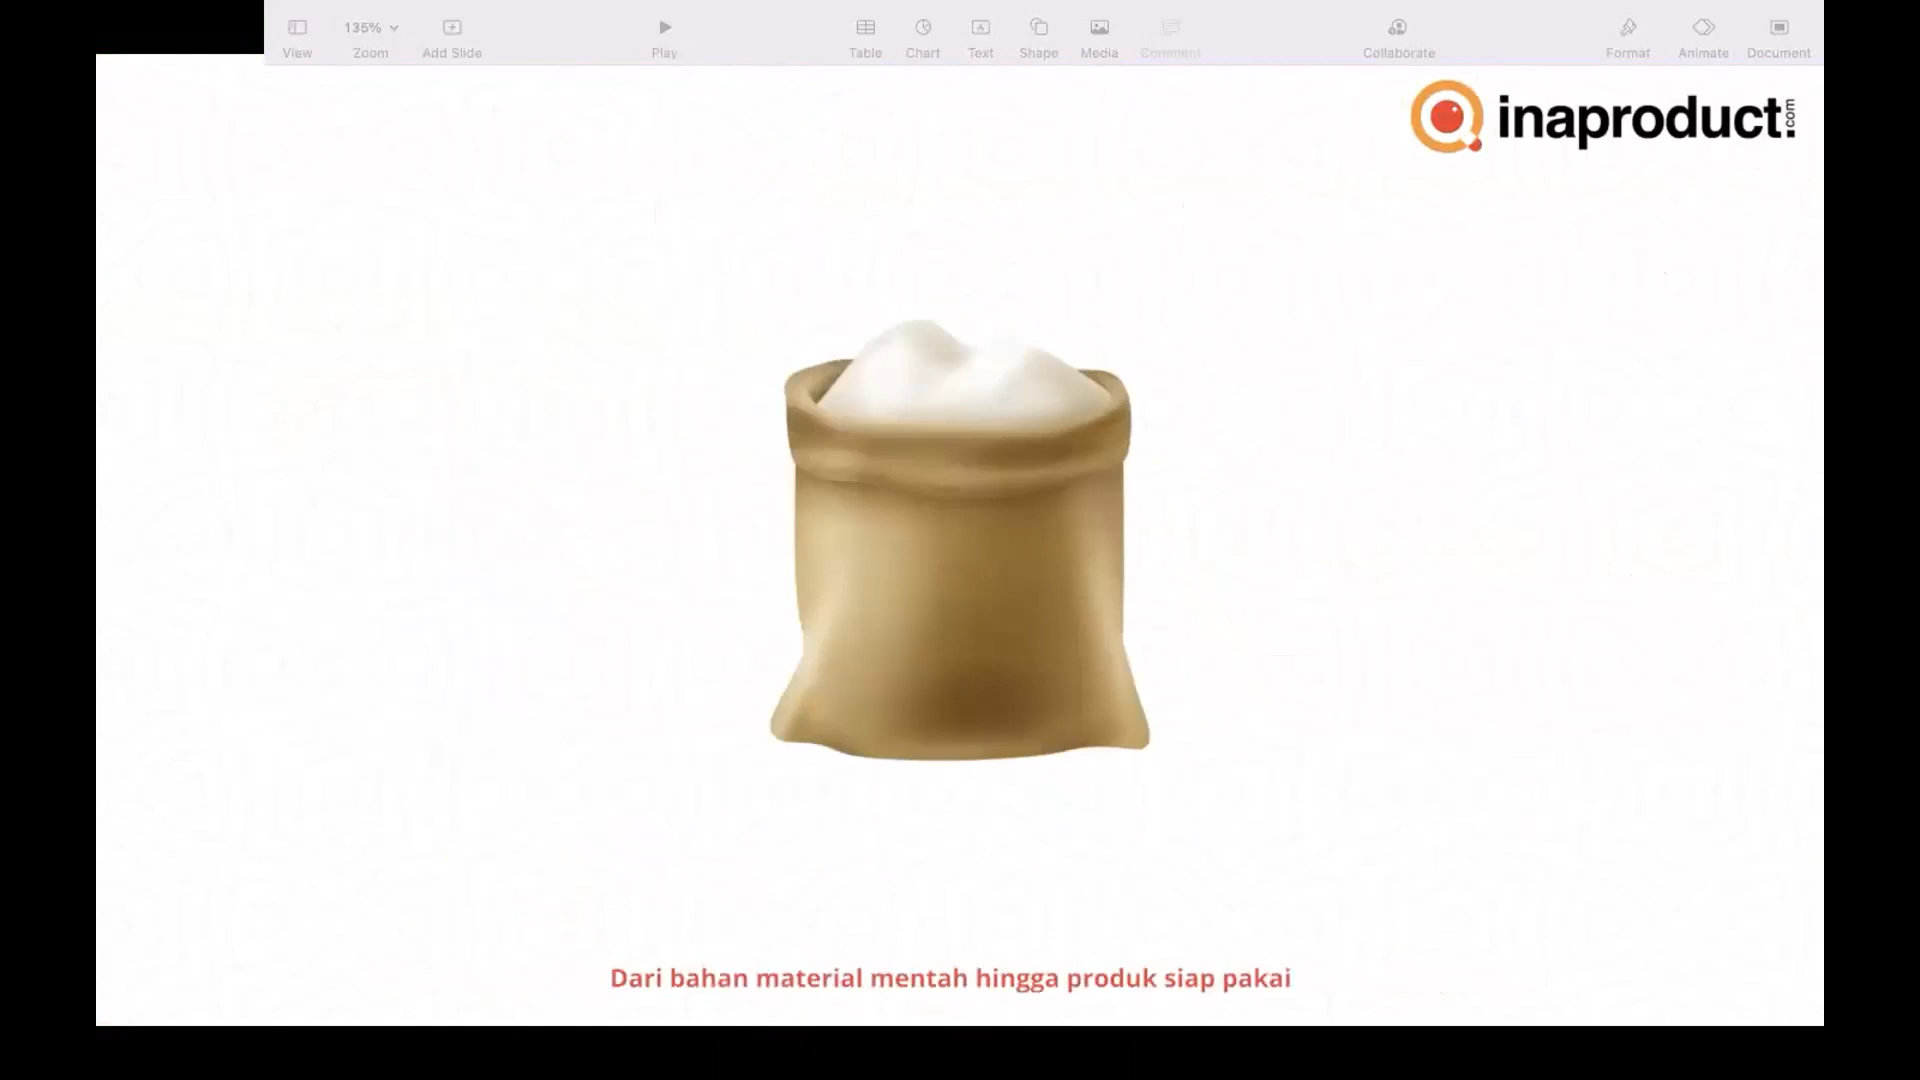 135%
View Zoom Add Slide Play Table Chart Text Shape Media Comment Collaborate Format Animate Document
inaproduct!.com
Dari bahan material mentah hingga produk siap pakai